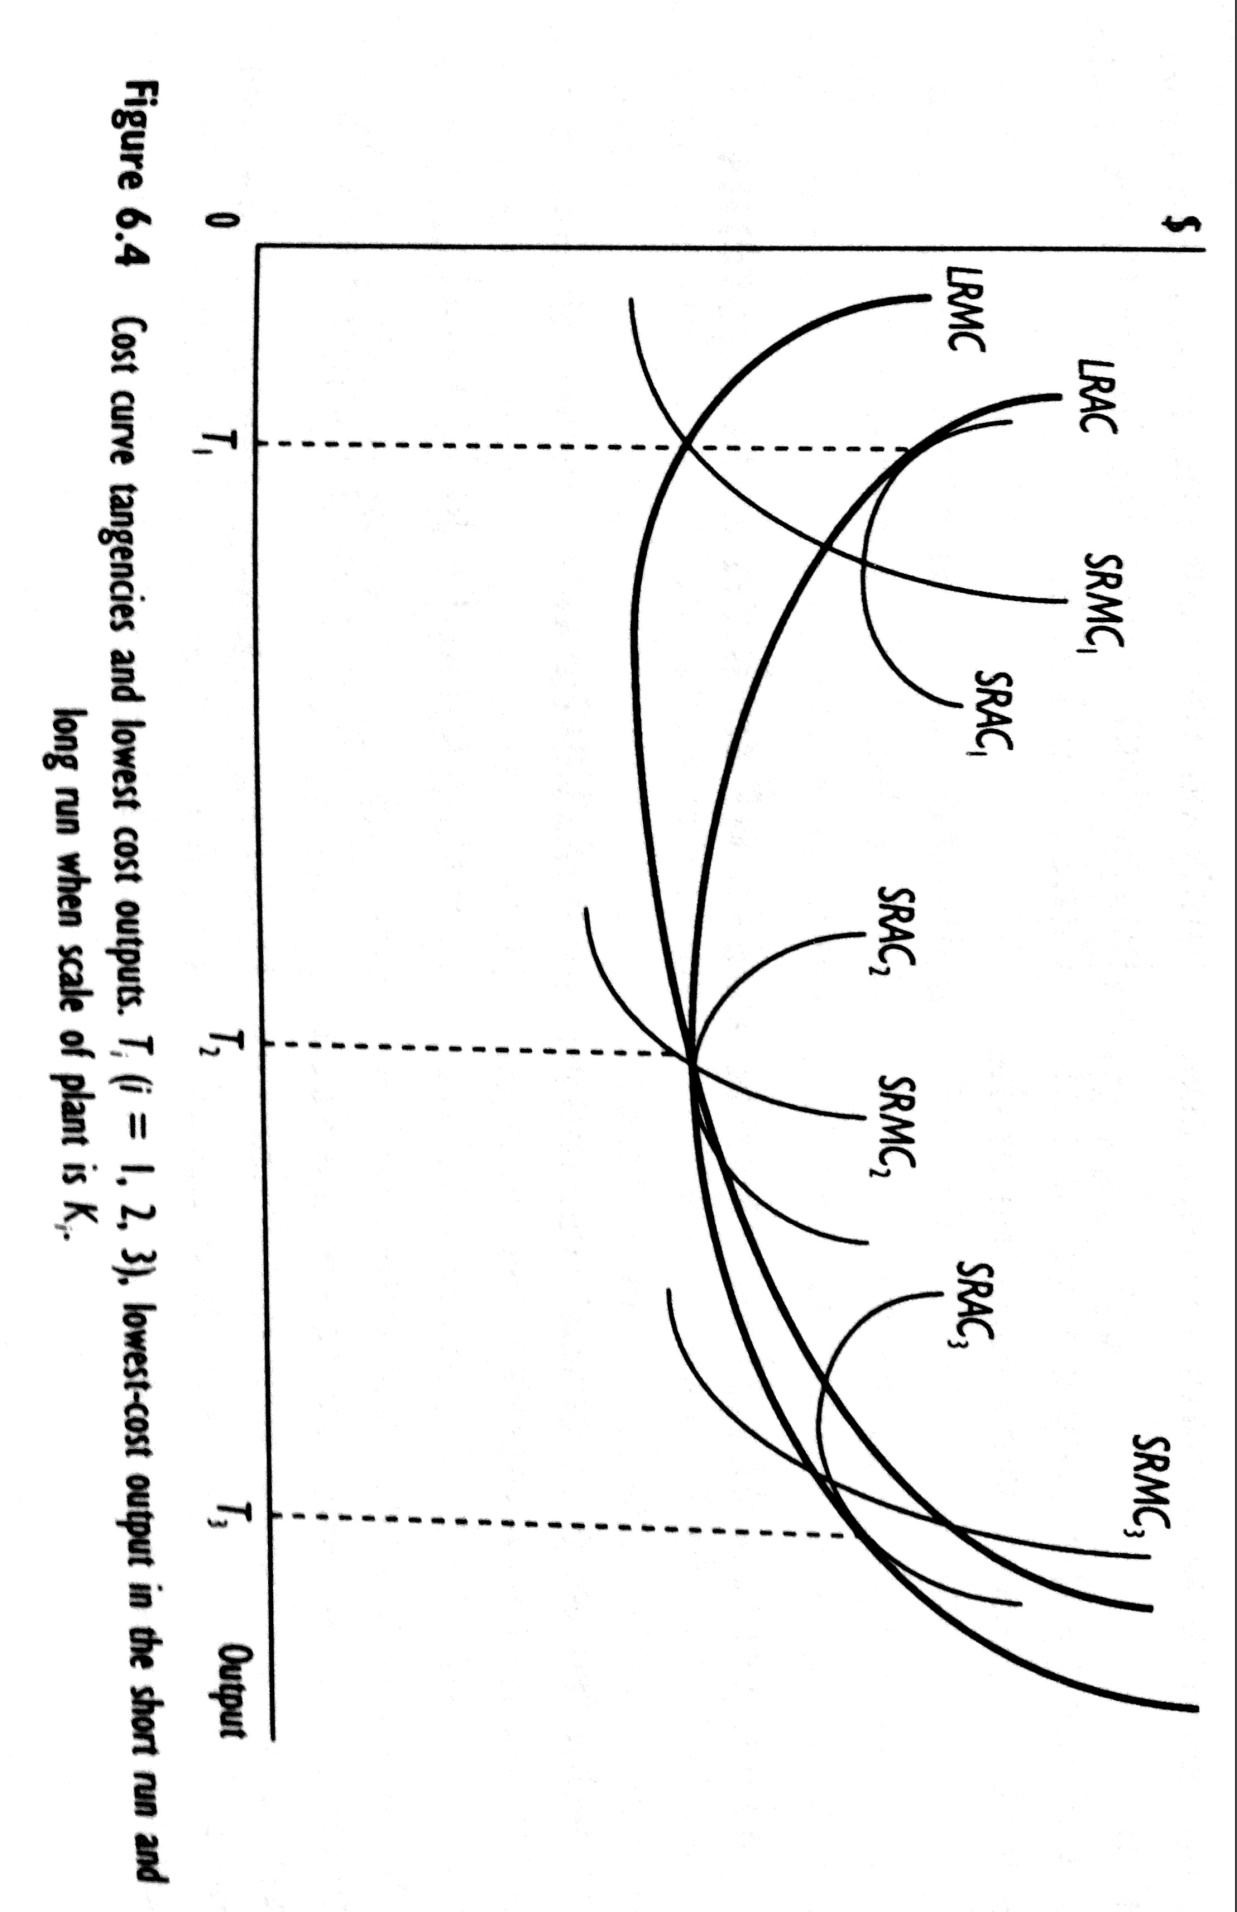 $
LRMC
LRAC
SRMC₁
SRAC₁
SRAC₂
SRMC₂
SRAC₃
SRMC₃
0
T₁
T₂
T₃
Output
Figure 6.4 Cost curve tangencies and lowest cost outputs. Tᵢ (i = 1, 2, 3), lowest-cost output in the short run and
long run when scale of plant is Kᵢ.